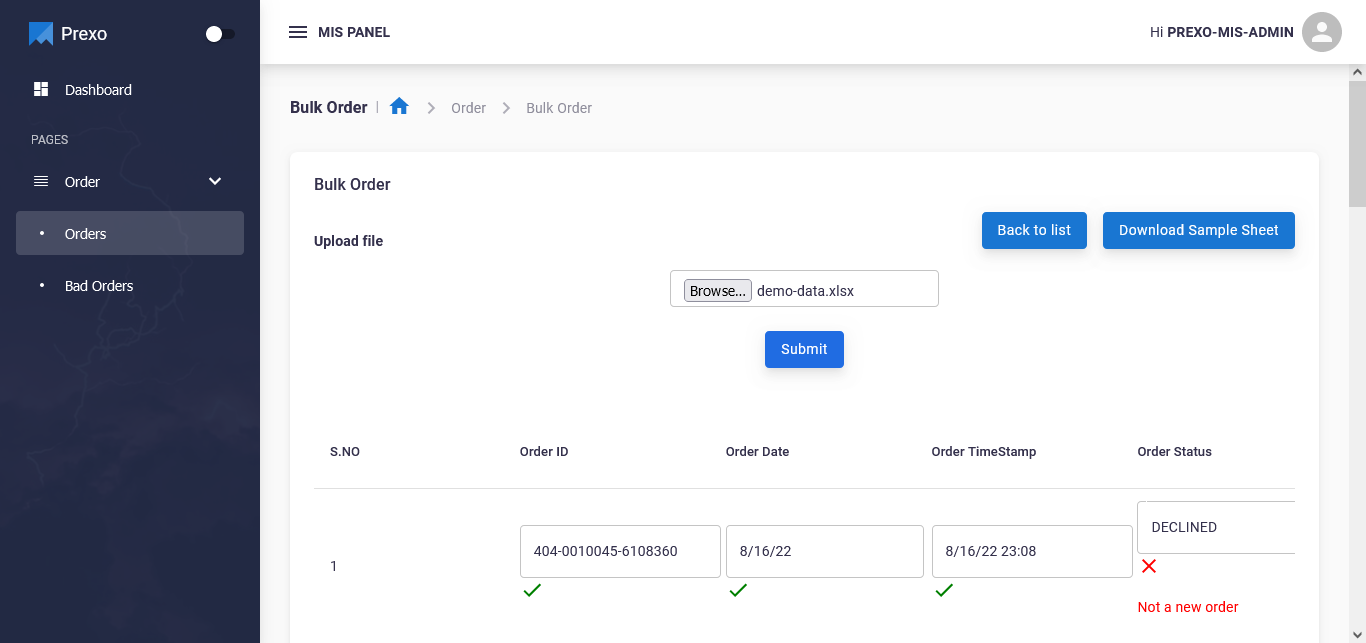 Prexo
MIS PANEL
Hi PREXO-MIS-ADMIN
Dashboard
PAGES
Order
Orders
Bad Orders
Bulk Order | Order Bulk Order
Bulk Order
Upload file
Back to list
Download Sample Sheet
Browse... demo-data.xlsx
Submit
S.NO Order ID Order Date Order TimeStamp Order Status
1 404-0010045-6108360 8/16/22 8/16/22 23:08 DECLINED
Not a new order